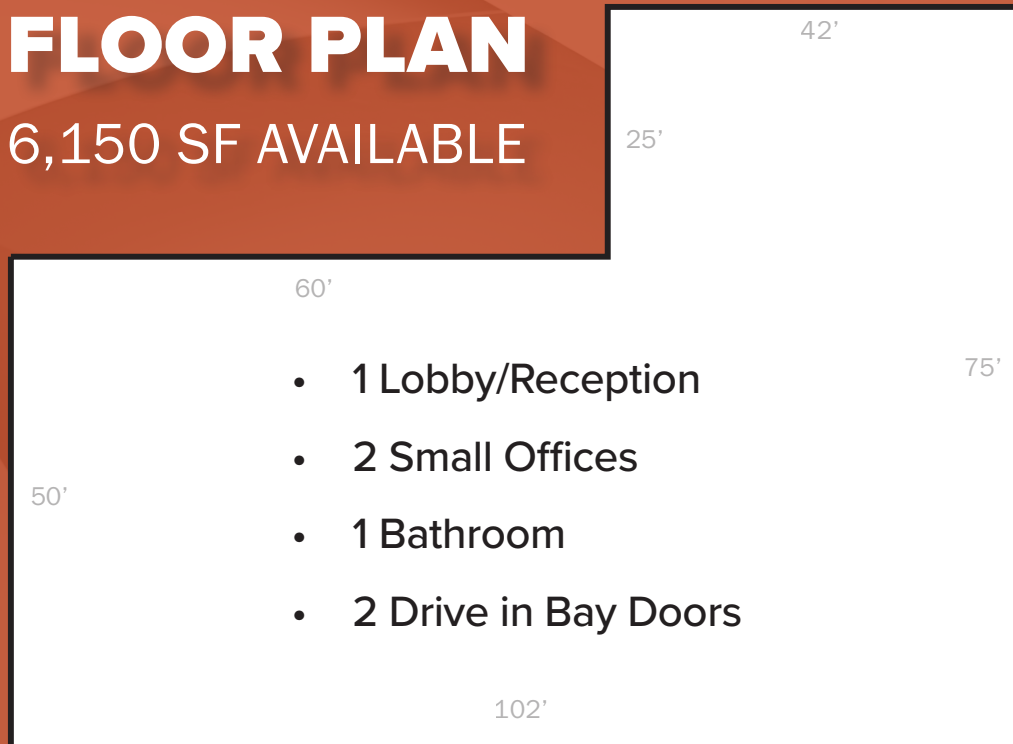 FLOOR PLAN
6,150 SF AVAILABLE
42’
25’
60’
75’
• 1 Lobby/Reception
• 2 Small Offices
50’
• 1 Bathroom
• 2 Drive in Bay Doors
102’